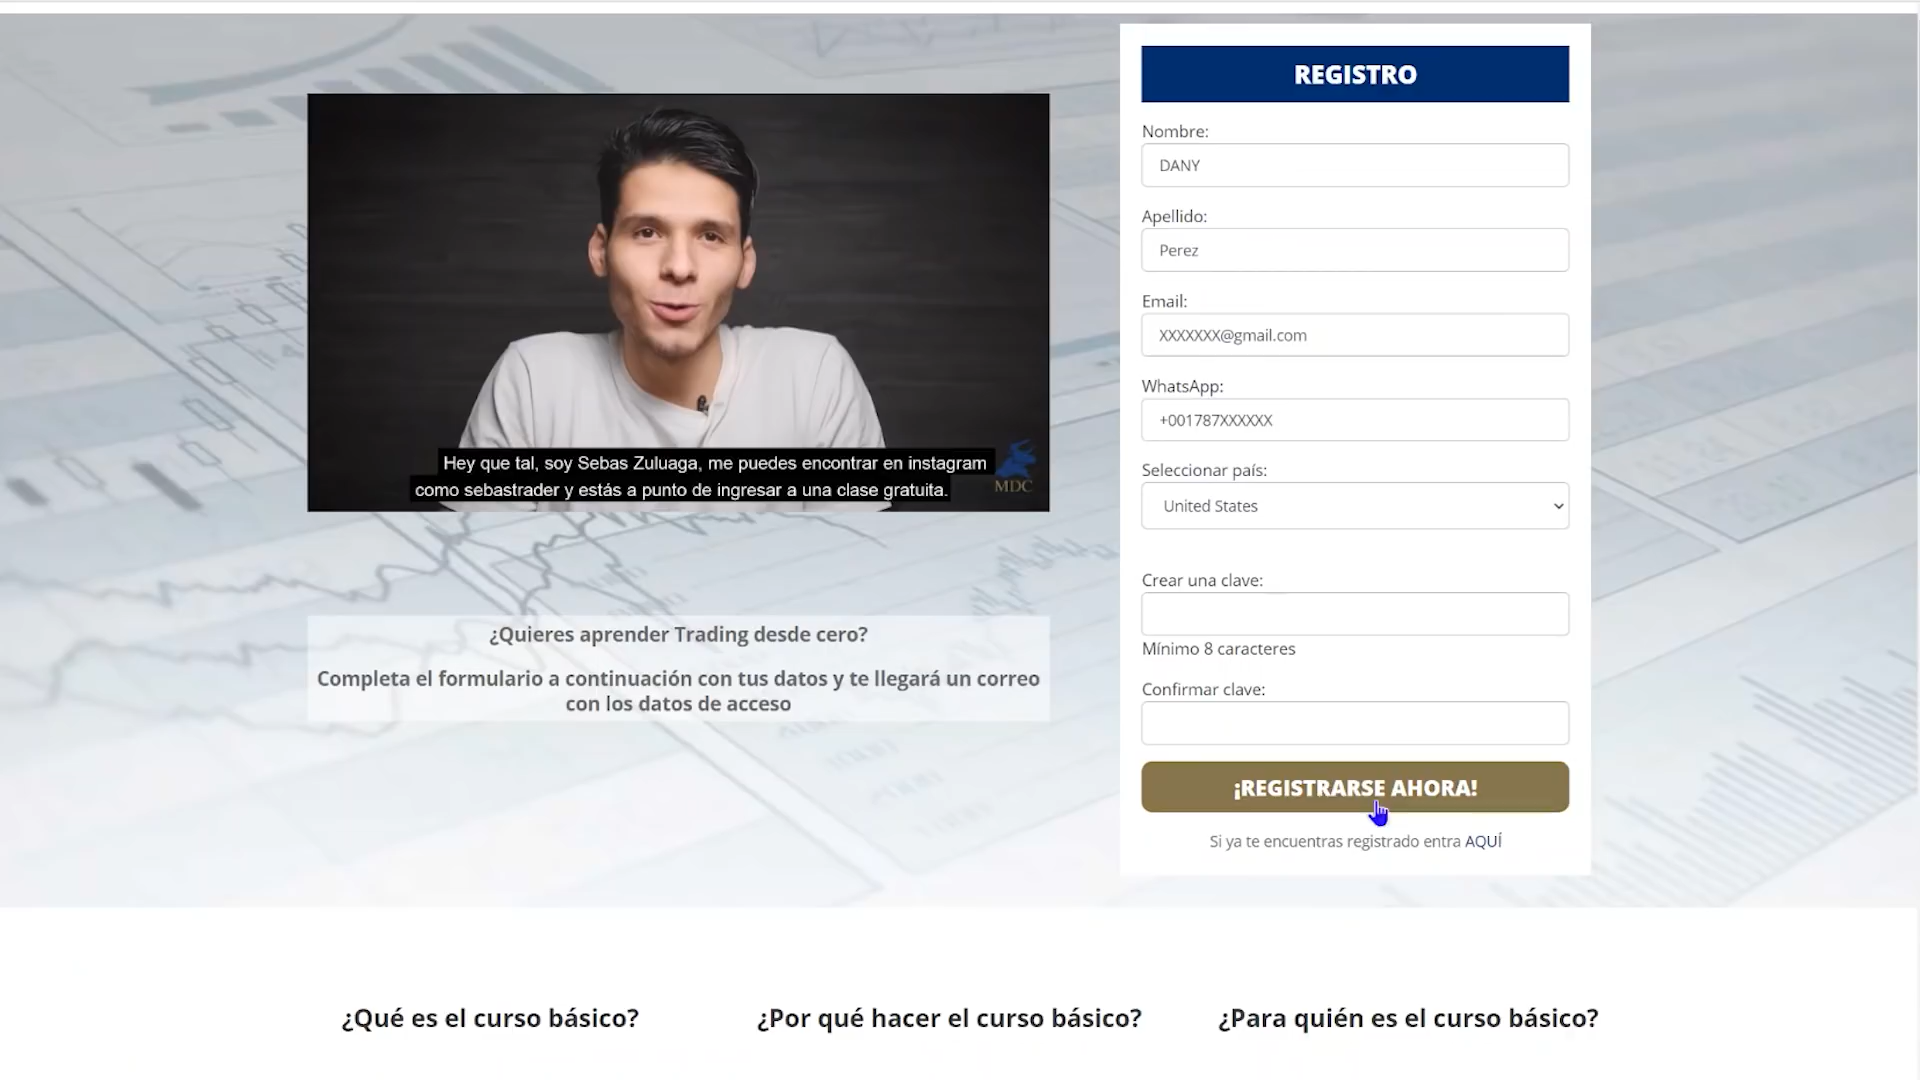 Hey que tal, soy Sebas Zuluaga, me puedes encontrar en instagram
como sebastrader y estás a punto de ingresar a una clase gratuita.
MDC
¿Quieres aprender Trading desde cero?
Completa el formulario a continuación con tus datos y te llegará un correo
con los datos de acceso
REGISTRO
Nombre:
DANY
Apellido:
Perez
Email:
XXXXXXX@gmail.com
WhatsApp:
+001787XXXXXX
Seleccionar país:
United States
Crear una clave:
Mínimo 8 caracteres
Confirmar clave:
¡REGISTRARSE AHORA!
Si ya te encuentras registrado entra AQUÍ
¿Qué es el curso básico?
¿Por qué hacer el curso básico?
¿Para quién es el curso básico?